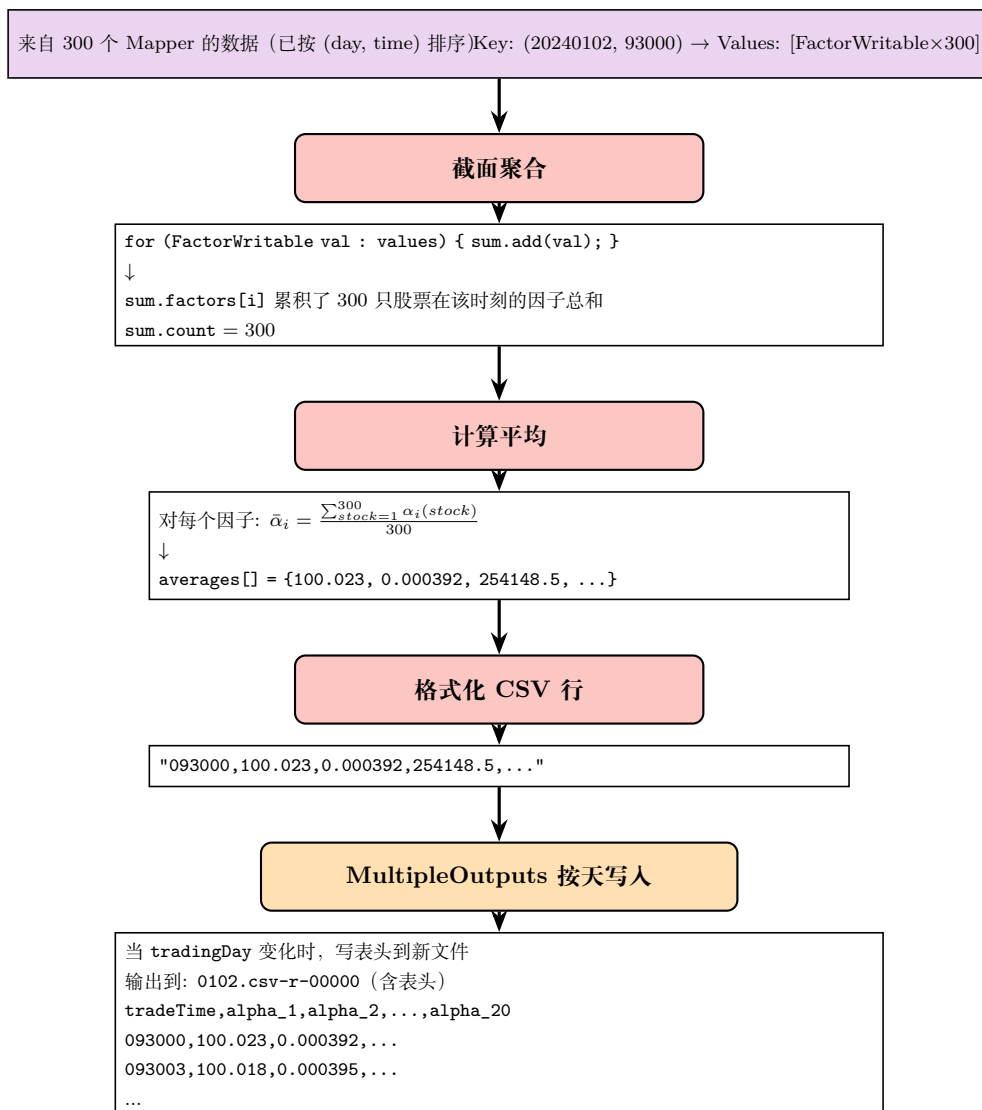 来自 300 个 Mapper 的数据（已按 (day, time) 排序)Key: (20240102, 93000) → Values: [FactorWritable×300]
截面聚合
for (FactorWritable val : values) { sum.add(val); }
↓
sum.factors[i] 累积了 300 只股票在该时刻的因子总和
sum.count = 300
计算平均
对每个因子: ᾱ_i = \frac{\sum_{stock=1}^{300} α_i(stock)}{300}
↓
averages[] = {100.023, 0.000392, 254148.5, ...}
格式化 CSV 行
"093000,100.023,0.000392,254148.5,..."
MultipleOutputs 按天写入
当 tradingDay 变化时，写表头到新文件
输出到: 0102.csv-r-00000（含表头）
tradeTime,alpha_1,alpha_2,...,alpha_20
093000,100.023,0.000392,...
093003,100.018,0.000395,...
...